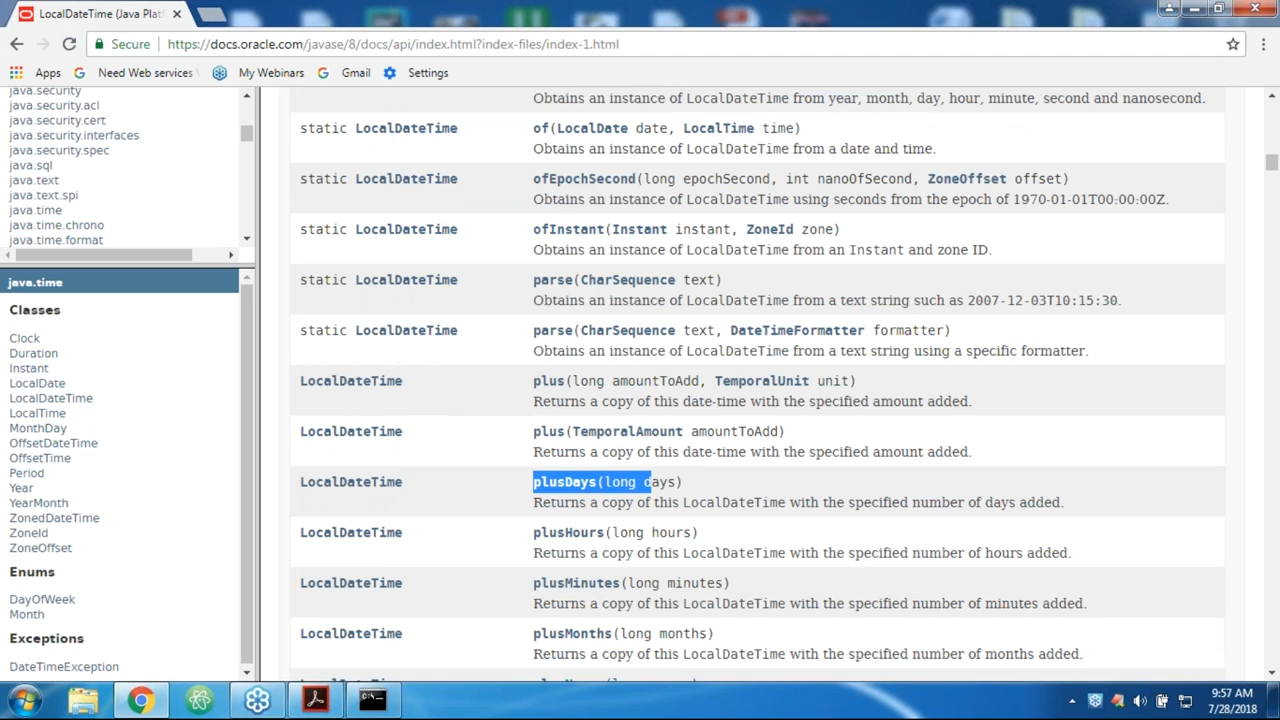 LocalDateTime (Java Plat
Secure
https://docs.oracle.com/javase/8/docs/api/index.html?index-files/index-1.html
Apps
Need Web services
My Webinars
Gmail
Settings
java.security
java.security.acl
java.security.cert
java.security.interfaces
java.security.spec
java.sql
java.text
java.text.spi
java.time
java.time.chrono
java.time.format
java.time
Classes
Clock
Duration
Instant
LocalDate
LocalDateTime
LocalTime
MonthDay
OffsetDateTime
OffsetTime
Period
Year
YearMonth
ZonedDateTime
ZoneId
ZoneOffset
Enums
DayOfWeek
Month
Exceptions
DateTimeException
Obtains an instance of LocalDateTime from year, month, day, hour, minute, second and nanosecond.
static LocalDateTime of(LocalDate date, LocalTime time)
Obtains an instance of LocalDateTime from a date and time.
static LocalDateTime ofEpochSecond(long epochSecond, int nanoOfSecond, ZoneOffset offset)
Obtains an instance of LocalDateTime using seconds from the epoch of 1970-01-01T00:00:00Z.
static LocalDateTime ofInstant(Instant instant, ZoneId zone)
Obtains an instance of LocalDateTime from an Instant and zone ID.
static LocalDateTime parse(CharSequence text)
Obtains an instance of LocalDateTime from a text string such as 2007-12-03T10:15:30.
static LocalDateTime parse(CharSequence text, DateTimeFormatter formatter)
Obtains an instance of LocalDateTime from a text string using a specific formatter.
LocalDateTime plus(long amountToAdd, TemporalUnit unit)
Returns a copy of this date-time with the specified amount added.
LocalDateTime plus(TemporalAmount amountToAdd)
Returns a copy of this date-time with the specified amount added.
LocalDateTime plusDays(long days)
Returns a copy of this LocalDateTime with the specified number of days added.
LocalDateTime plusHours(long hours)
Returns a copy of this LocalDateTime with the specified number of hours added.
LocalDateTime plusMinutes(long minutes)
Returns a copy of this LocalDateTime with the specified number of minutes added.
LocalDateTime plusMonths(long months)
Returns a copy of this LocalDateTime with the specified number of months added.
9:57 AM
7/28/2018